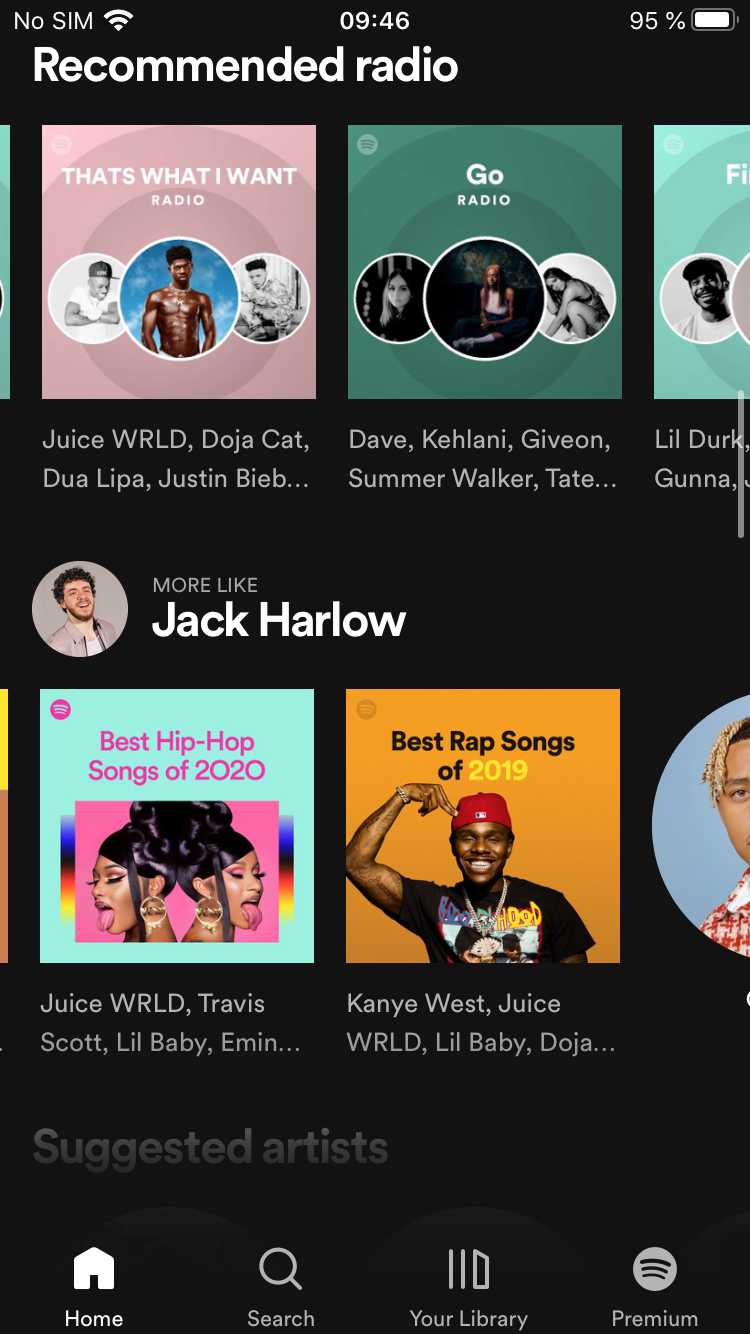 No SIM 09:46 95 %
Recommended radio
THATS WHAT I WANT
RADIO
Go
RADIO
Juice WRLD, Doja Cat,
Dua Lipa, Justin Bieb...
Dave, Kehlani, Giveon,
Summer Walker, Tate...
Lil Durk,
Gunna,
MORE LIKE
Jack Harlow
Best Hip-Hop
Songs of 2020
Best Rap Songs
of 2019
Juice WRLD, Travis
Scott, Lil Baby, Emin...
Kanye West, Juice
WRLD, Lil Baby, Doja...
Suggested artists
Home
Search
Your Library
Premium